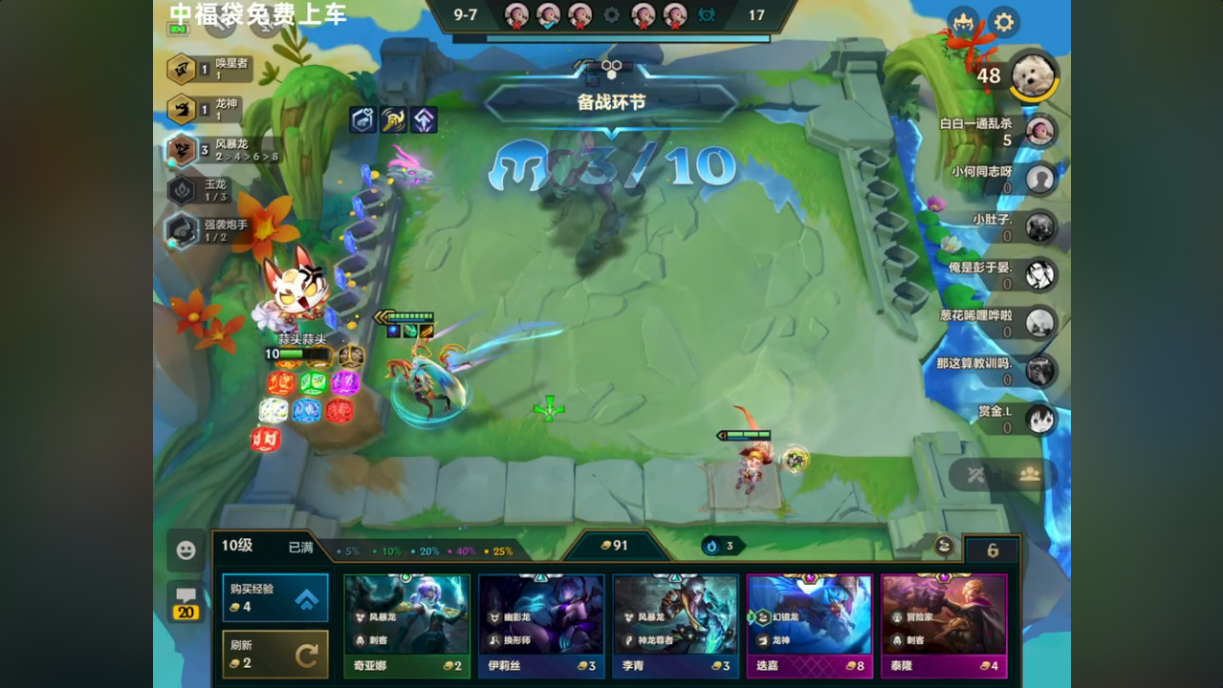 中福袋免费上车
9-7
17
备战环节
3/10
1 唤星者
1
1 龙神
1
3 风暴龙
2>4>6>8
玉龙
1/3
强袭炮手
1/2
48
白白一通乱杀
5
小何同志呀
0
小肚子.
0
俺是彭于晏.
0
葱花唏哩哗啦
0
那这算教训吗.
0
赏金.L
0
蒜头蒜头
10
10级
已满
5%
10%
20%
40%
25%
91
3
6
20
购买经验
4
刷新
2
风暴龙
刺客
奇亚娜
2
幽影龙
换形师
伊莉丝
3
风暴龙
神龙尊者
李青
3
3 幻镜龙
龙神
迭嘉
8
冒险家
刺客
泰隆
4